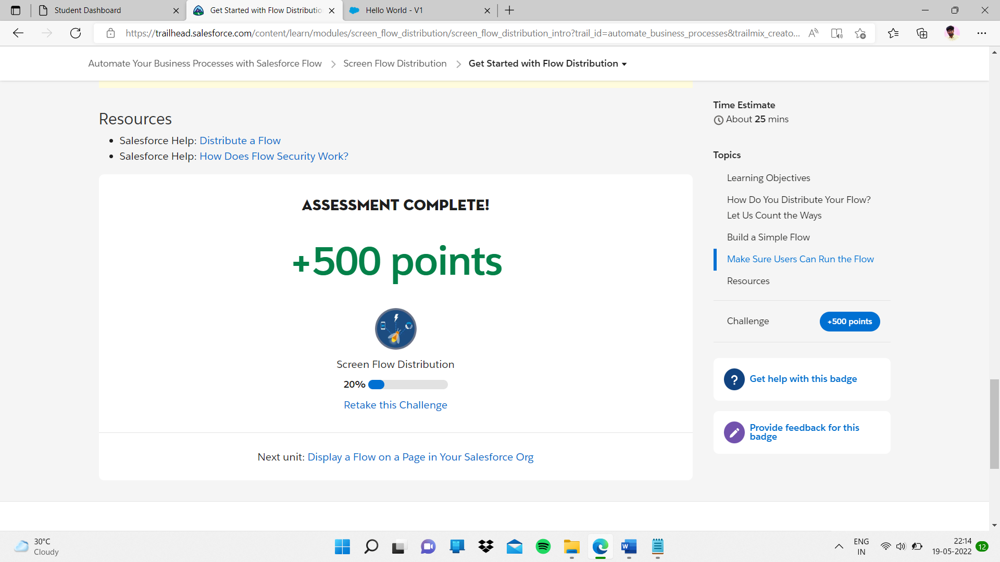 Student Dashboard
Get Started with Flow Distributio
Hello World - V1
https://trailhead.salesforce.com/content/learn/modules/screen_flow_distribution/screen_flow_distribution_intro?trail_id=automate_business_processes&trailmix_creato...
Automate Your Business Processes with Salesforce Flow
Screen Flow Distribution
Get Started with Flow Distribution
Resources
• Salesforce Help: Distribute a Flow
• Salesforce Help: How Does Flow Security Work?
ASSESSMENT COMPLETE!
+500 points
Screen Flow Distribution
20%
Retake this Challenge
Next unit: Display a Flow on a Page in Your Salesforce Org
Time Estimate
About 25 mins
Topics
Learning Objectives
How Do You Distribute Your Flow?
Let Us Count the Ways
Build a Simple Flow
Make Sure Users Can Run the Flow
Resources
Challenge
+500 points
?
Get help with this badge
Provide feedback for this
badge
30°C
Cloudy
W
ENG
IN
22:14
19-05-2022
12